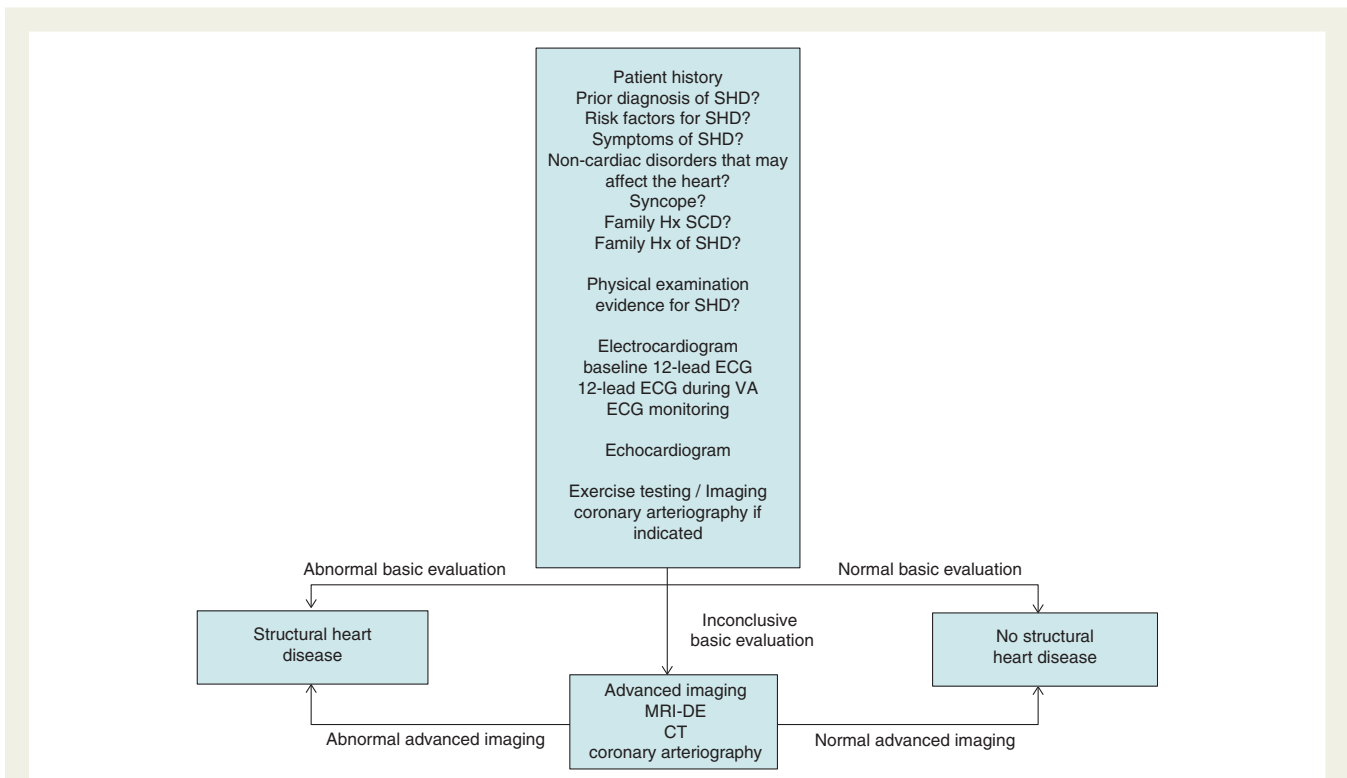 Patient history
Prior diagnosis of SHD?
Risk factors for SHD?
Symptoms of SHD?
Non-cardiac disorders that may
affect the heart?
Syncope?
Family Hx SCD?
Family Hx of SHD?
Physical examination
evidence for SHD?
Electrocardiogram
baseline 12-lead ECG
12-lead ECG during VA
ECG monitoring
Echocardiogram
Exercise testing / Imaging
coronary arteriography if
indicated
Abnormal basic evaluation
Normal basic evaluation
Inconclusive
basic evaluation
Structural heart
disease
No structural
heart disease
Advanced imaging
MRI-DE
CT
coronary arteriography
Abnormal advanced imaging
Normal advanced imaging